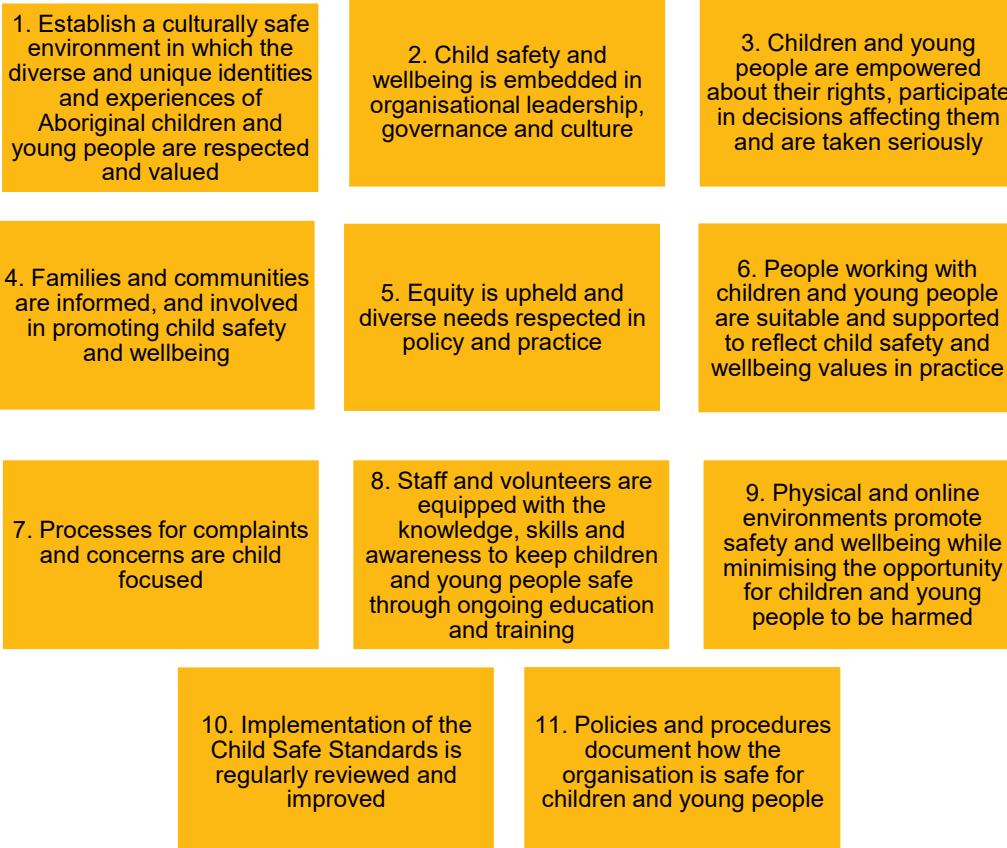 1. Establish a culturally safe
environment in which the
diverse and unique identities
and experiences of
Aboriginal children and
young people are respected
and valued
2. Child safety and
wellbeing is embedded in
organisational leadership,
governance and culture
3. Children and young
people are empowered
about their rights, participate
in decisions affecting them
and are taken seriously
4. Families and communities
are informed, and involved
in promoting child safety
and wellbeing
5. Equity is upheld and
diverse needs respected in
policy and practice
6. People working with
children and young people
are suitable and supported
to reflect child safety and
wellbeing values in practice
7. Processes for complaints
and concerns are child
focused
8. Staff and volunteers are
equipped with the
knowledge, skills and
awareness to keep children
and young people safe
through ongoing education
and training
9. Physical and online
environments promote
safety and wellbeing while
minimising the opportunity
for children and young
people to be harmed
10. Implementation of the
Child Safe Standards is
regularly reviewed and
improved
11. Policies and procedures
document how the
organisation is safe for
children and young people